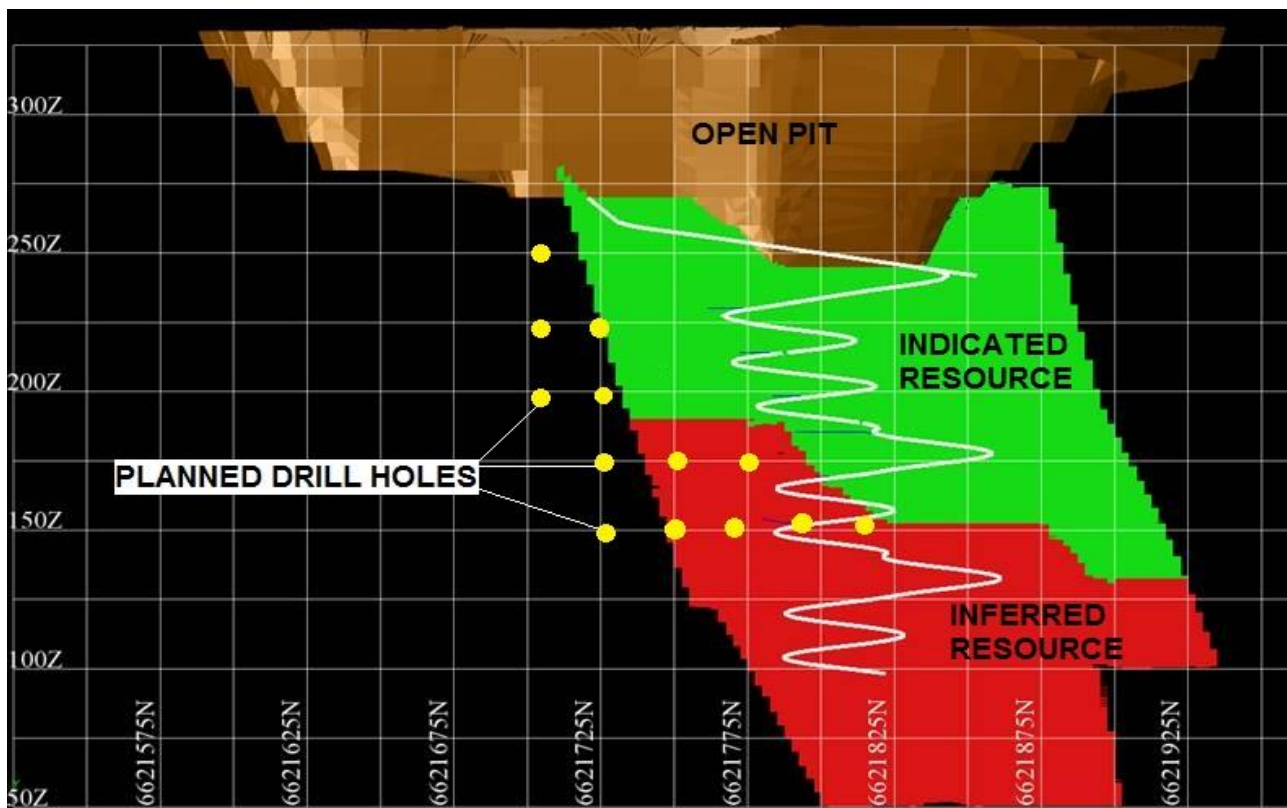 300Z
OPEN PIT
250Z
INDICATED
RESOURCE
200Z
PLANNED DRILL HOLES
150Z
INFERRED
RESOURCE
100Z
6621575N
6621625N
6621675N
6621725N
6621775N
6621825N
6621875N
6621925N
50Z